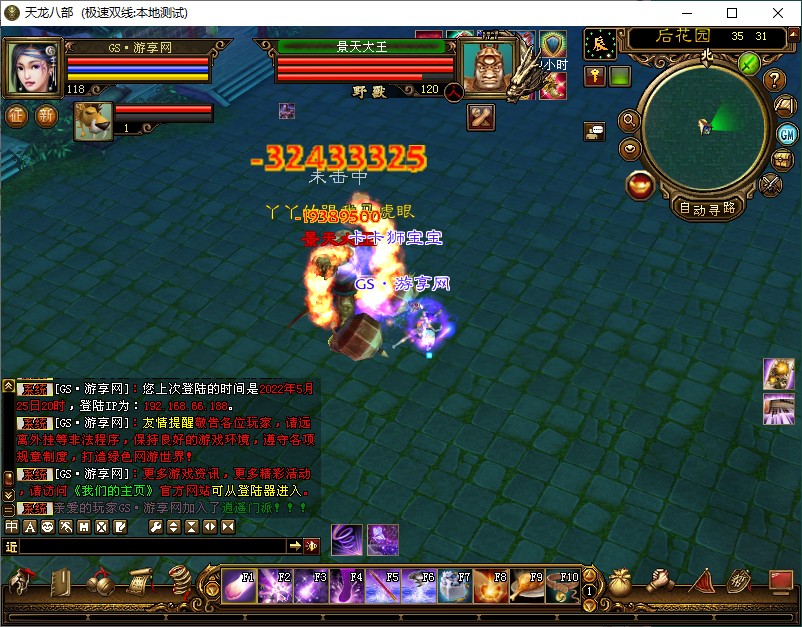 天龙八部 (极速双线:本地测试)
GS·游享网
118
1
景天大王
野獸
120
小时
辰
后花园 35 31
北
GM
自动寻路
征 新
-32433325
未击中
-19389500
卡卡狮宝宝
GS·游享网
系统 [GS·游享网]：您上次登陆的时间是2022年5月
25日20时，登陆IP为：192.168.66.188。
系统 [GS·游享网]：友情提醒敬告各位玩家，请远
离外挂等非法程序，保持良好的游戏环境，遵守各项
规章制度，打造绿色网游世界！
系统 [GS·游享网]：更多游戏资讯，更多精彩活动
，请访问《我们的主页》官方网站可从登陆器进入。
系统 亲爱的玩家GS·游享网加入了逍遥门派！！！
近
F1 F2 F3 F4 F5 F6 F7 F8 F9 F10
1